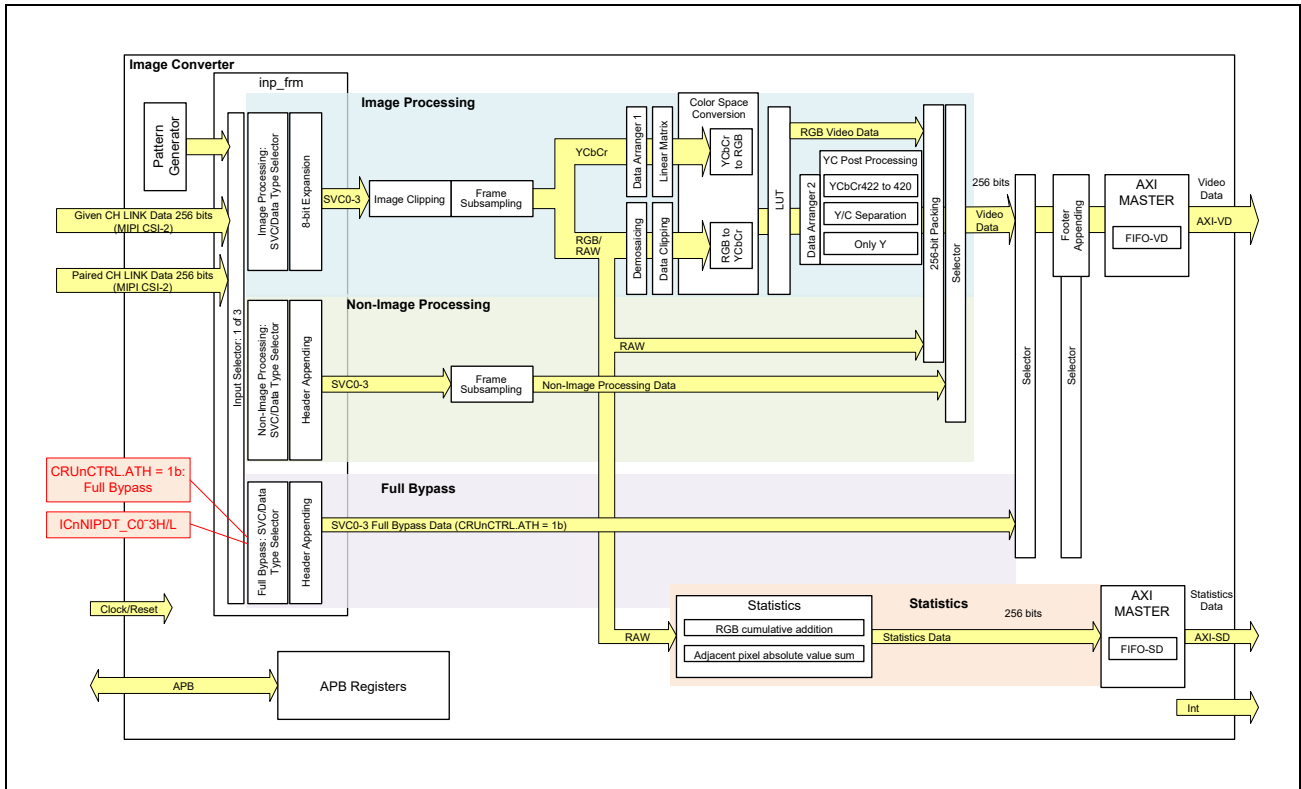 Image Converter
inp_frm
Pattern
Generator
Given CH LINK Data 256 bits
(MIPI CSI-2)
Paired CH LINK Data 256 bits
(MIPI CSI-2)
Input Selector: 1 of 3
Image Processing
Image Processing:
SVC/Data Type Selector
8-bit Expansion
SVC0-3
Image Clipping
Frame
Subsampling
YCbCr
RGB/
RAW
Data Arranger 1
Linear Matrix
Demosaicing
Data Clipping
Color Space
Conversion
YCbCr
to RGB
RGB to
YCbCr
LUT
RGB Video Data
Data Arranger 2
YC Post Processing
YCbCr422 to 420
Y/C Separation
Only Y
256-bit Packing
Selector
256 bits
Video
Data
Selector
Footer
Appending
Selector
AXI
MASTER
FIFO-VD
Video
Data
AXI-VD
Non-Image Processing
Non-Image Processing:
SVC/Data Type Selector
Header Appending
RAW
SVC0-3
Frame
Subsampling
Non-Image Processing Data
CRUnCTRL.ATH = 1b:
Full Bypass
ICnNIPDT_C0~3H/L
Full Bypass
Full Bypass: SVC/Data
Type Selector
Header Appending
SVC0-3 Full Bypass Data (CRUnCTRL.ATH = 1b)
Clock/Reset
RAW
Statistics
RGB cumulative addition
Adjacent pixel absolute value sum
Statistics
256 bits
Statistics Data
AXI
MASTER
FIFO-SD
Statistics
Data
AXI-SD
APB
APB Registers
Int